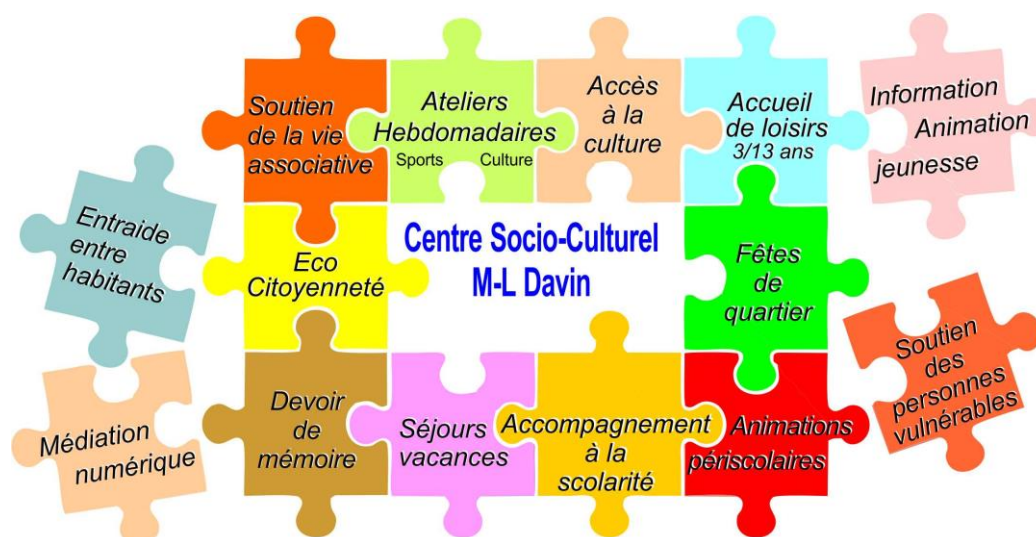 Soutien
de la vie
associative
Ateliers
Hebdomadaires
Sports Culture
Accès
à la
culture
Accueil
de loisirs
3/13 ans
Information
Animation
jeunesse
Entraide
entre
habitants
Eco
Citoyenneté
Centre Socio-Culturel
M-L Davin
Fêtes
de
quartier
Soutien
des
personnes
vulnérables
Médiation
numérique
Devoir
de
mémoire
Séjours
vacances
Accompagnement
à la
scolarité
Animations
périscolaires